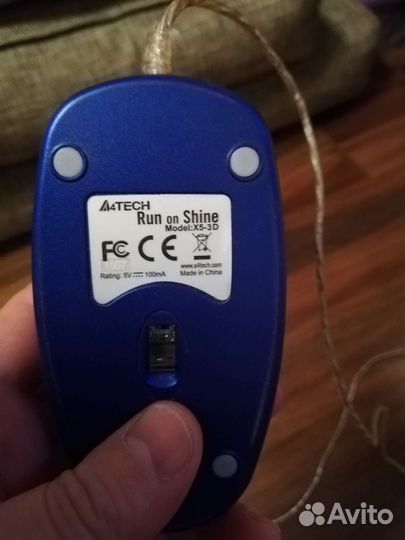 A4TECH
Run on Shine
Model:X5-3D
FC CE
1007
www.a4tech.com
Rating: 5V 100mA Made in China
Avito